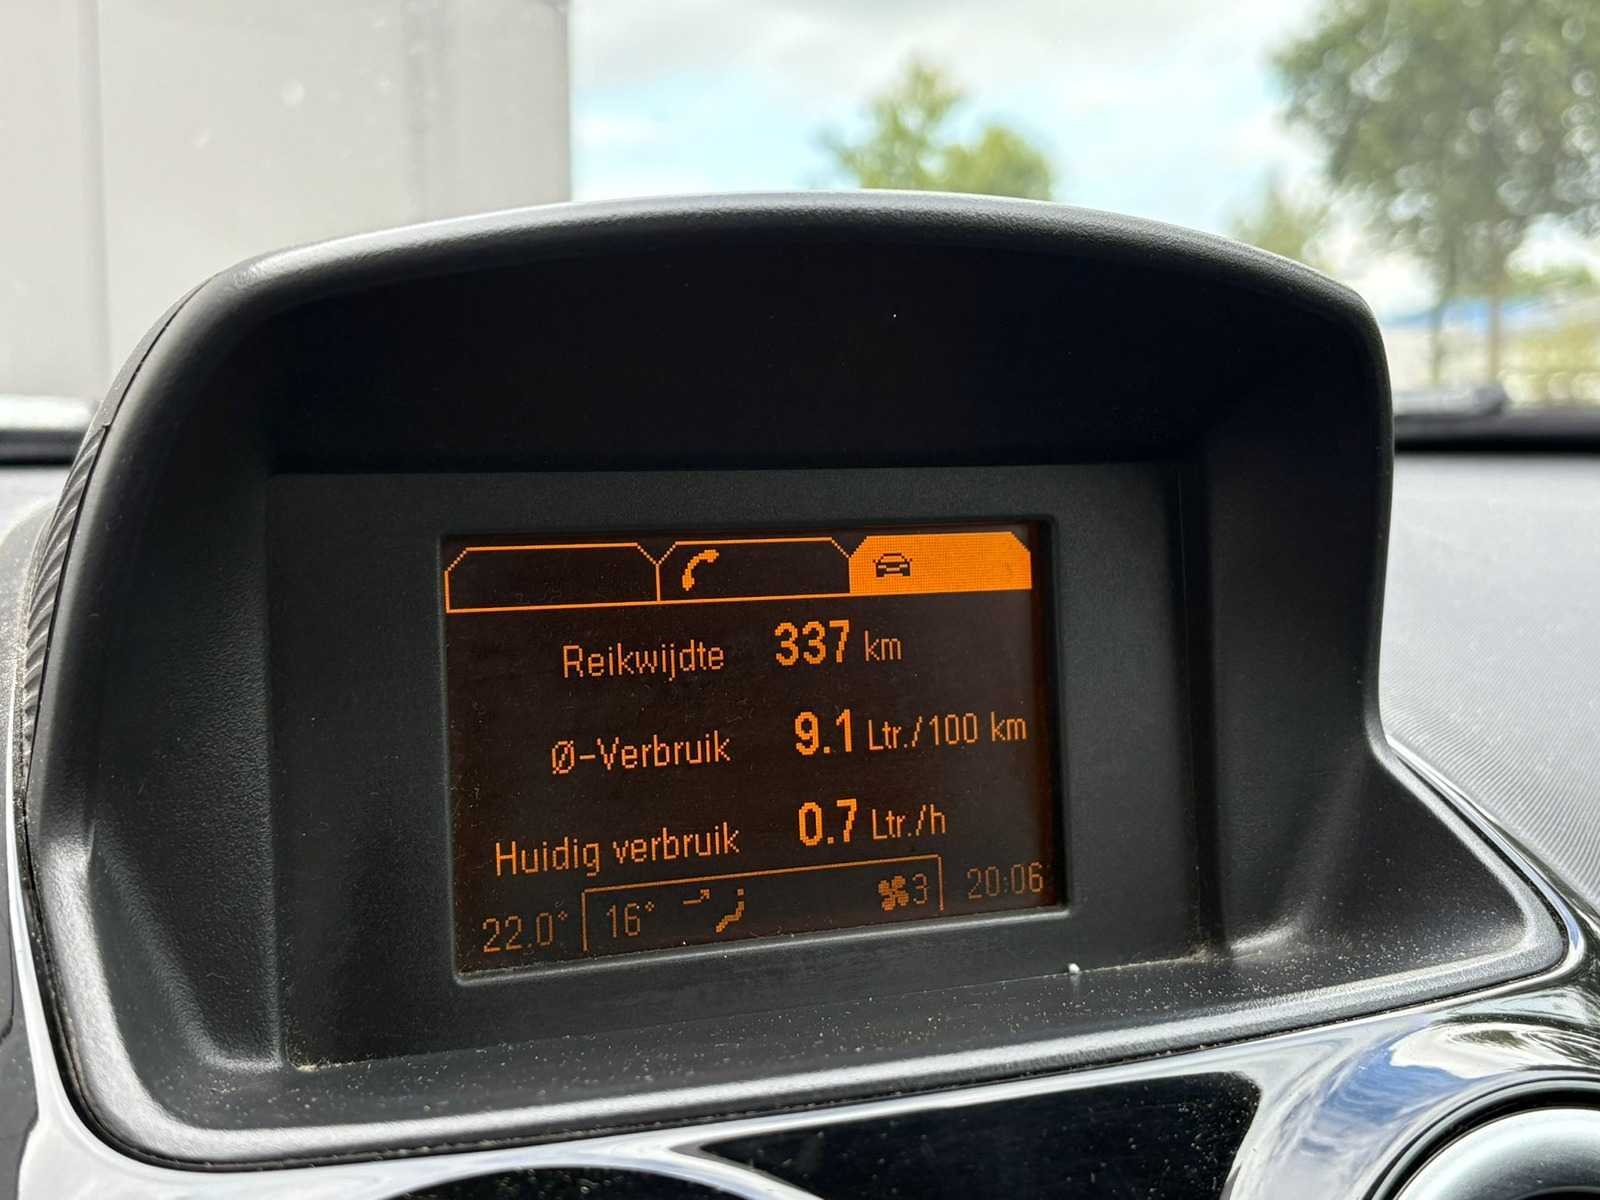 Reikwijdte 337 km
Ø-Verbruik 9.1 Ltr./100 km
Huidig verbruik 0.7 Ltr./h
22.0° 16° 3 20:06